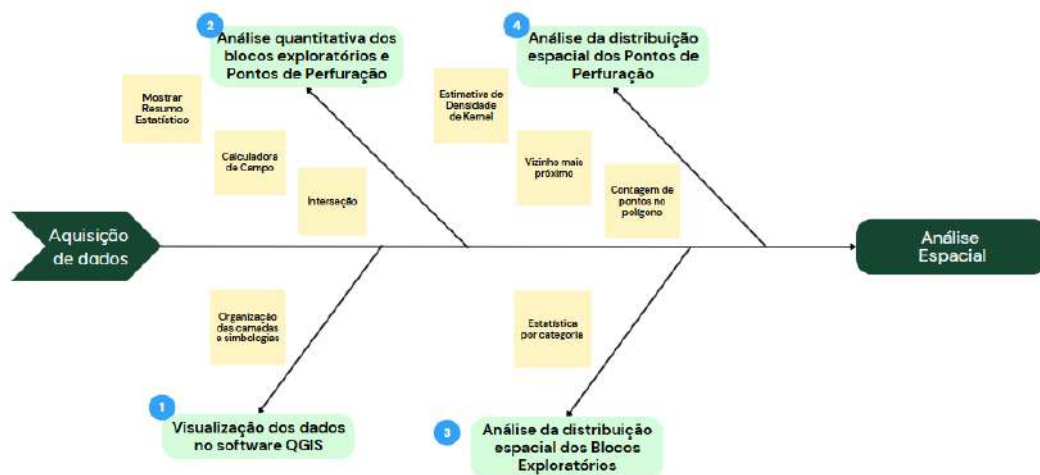 2
Análise quantitativa dos
blocos exploratórios e
Pontos de Perfuração
4
Análise da distribuição
espacial dos Pontos de
Perfuração
Mostrar
Resumo
Estatístico
Calculadora
de Campo
Interseção
Estimativa de
Densidade
de Kernel
Vizinho mais
próximo
Contagem de
pontos no
polígono
Aquisição
de dados
Análise
Espacial
Organização
das camadas
e simbologias
Estatística
por categoria
1
Visualização dos dados
no software QGIS
3
Análise da distribuição
espacial dos Blocos
Exploratórios